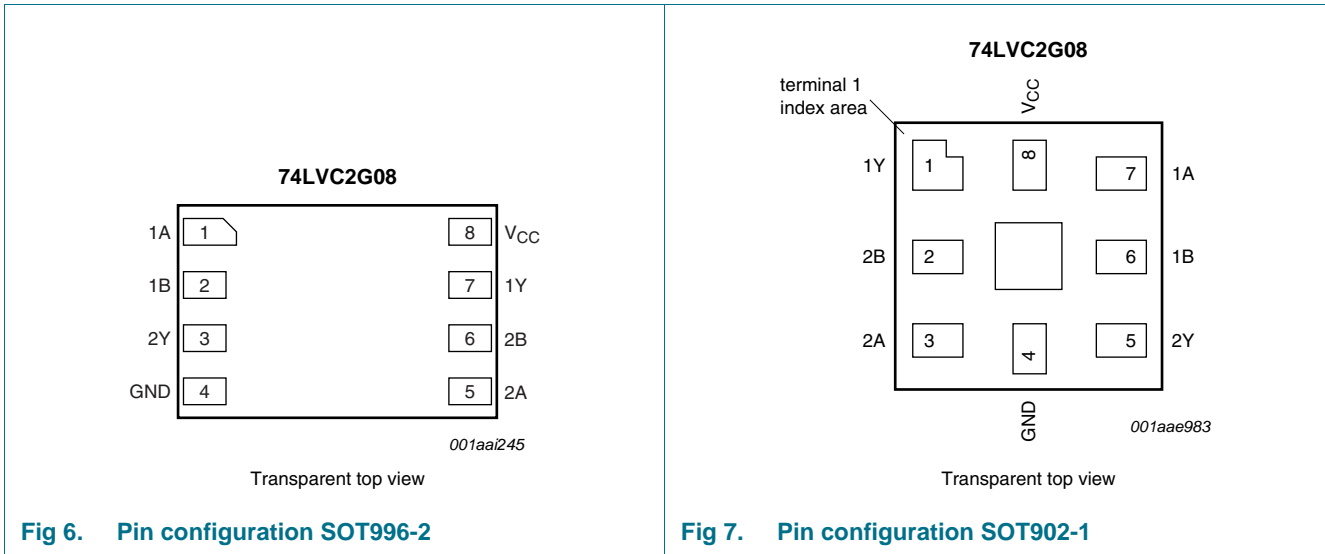 74LVC2G08
1A 1 8 VCC
1B 2 7 1Y
2Y 3 6 2B
GND 4 5 2A
001aai245
Transparent top view
Fig 6. Pin configuration SOT996-2
74LVC2G08
terminal 1
index area
VCC
1Y 1 8 7 1A
2B 2 6 1B
2A 3 4 5 2Y
GND
001aae983
Transparent top view
Fig 7. Pin configuration SOT902-1